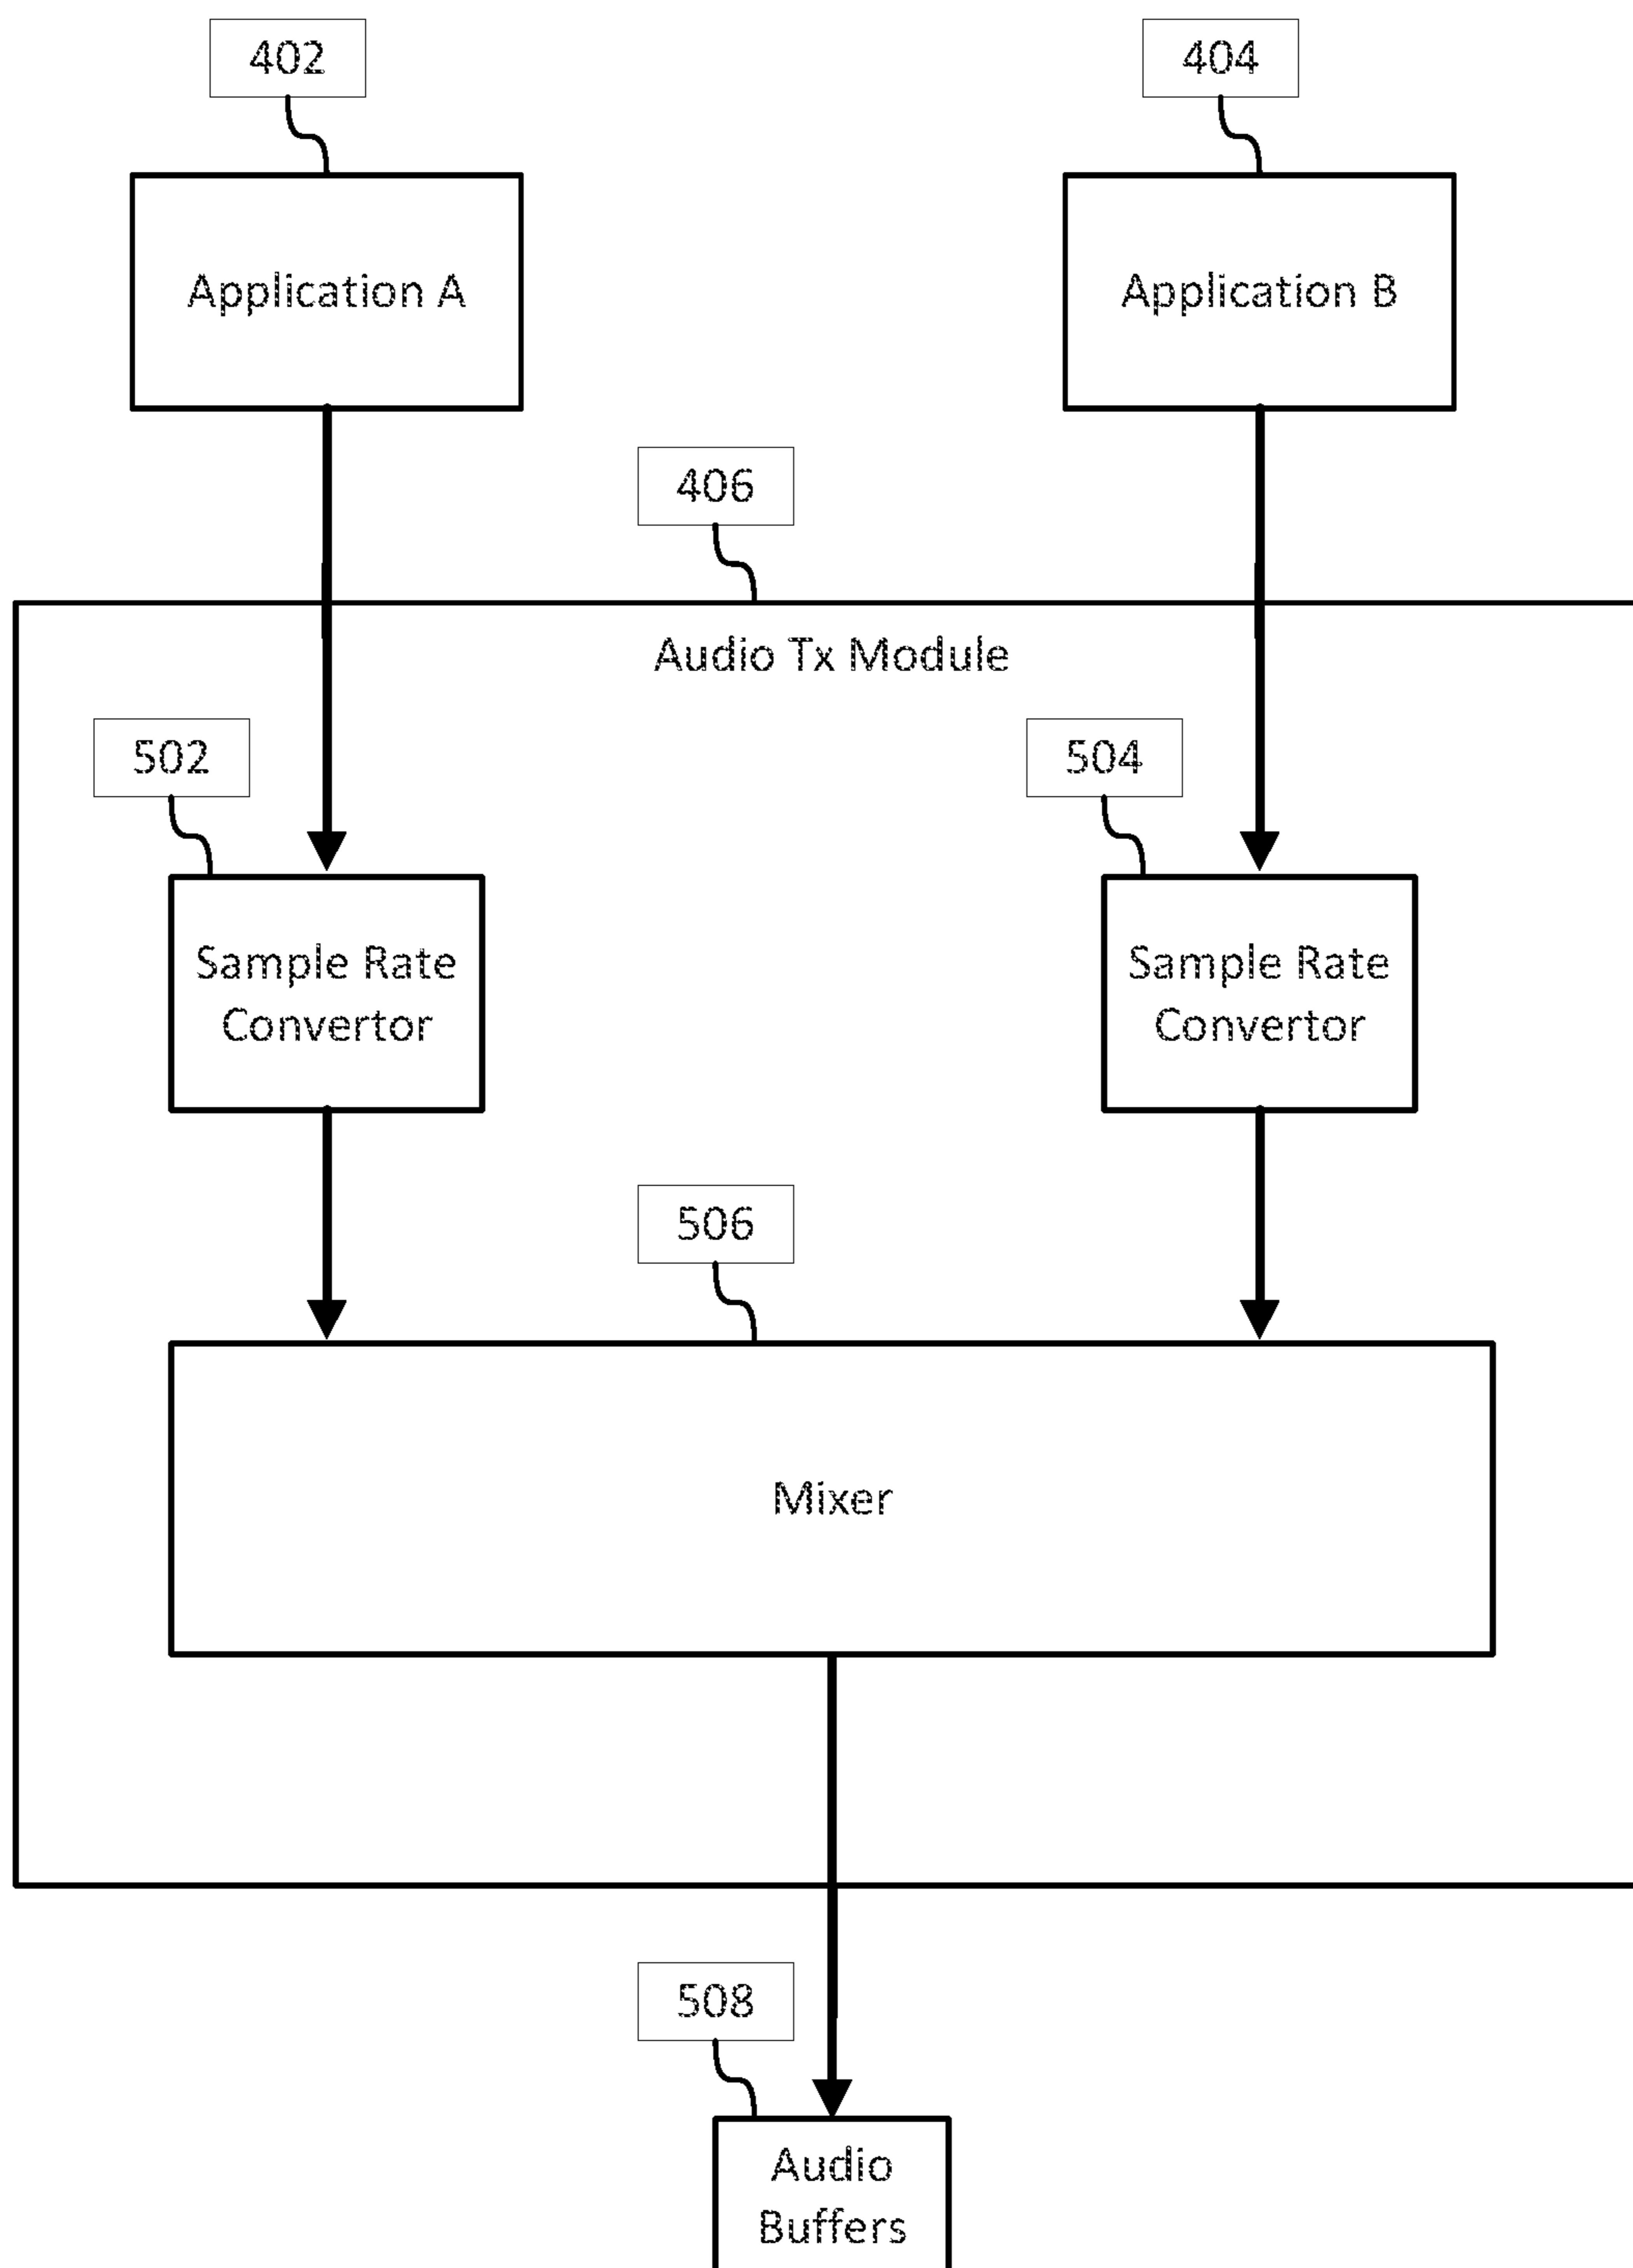 402
404
Application A
Application B
406
Audio Tx Module
502
504
Sample Rate
Convertor
Sample Rate
Convertor
506
Mixer
508
Audio
Buffers